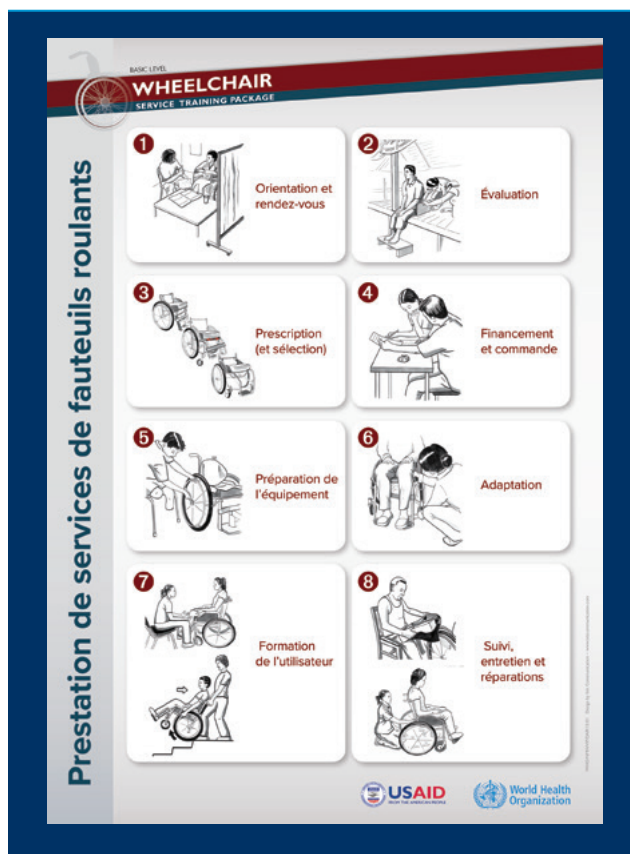 BASIC LEVEL
WHEELCHAIR
SERVICE TRAINING PACKAGE
Prestation de services de fauteuils roulants
1
Orientation et
rendez-vous
2
Évaluation
3
Prescription
(et sélection)
4
Financement
et commande
5
Préparation de
l'équipement
6
Adaptation
7
Formation
de l'utilisateur
8
Suivi,
entretien et
réparations
USAID
FROM THE AMERICAN PEOPLE
World Health
Organization